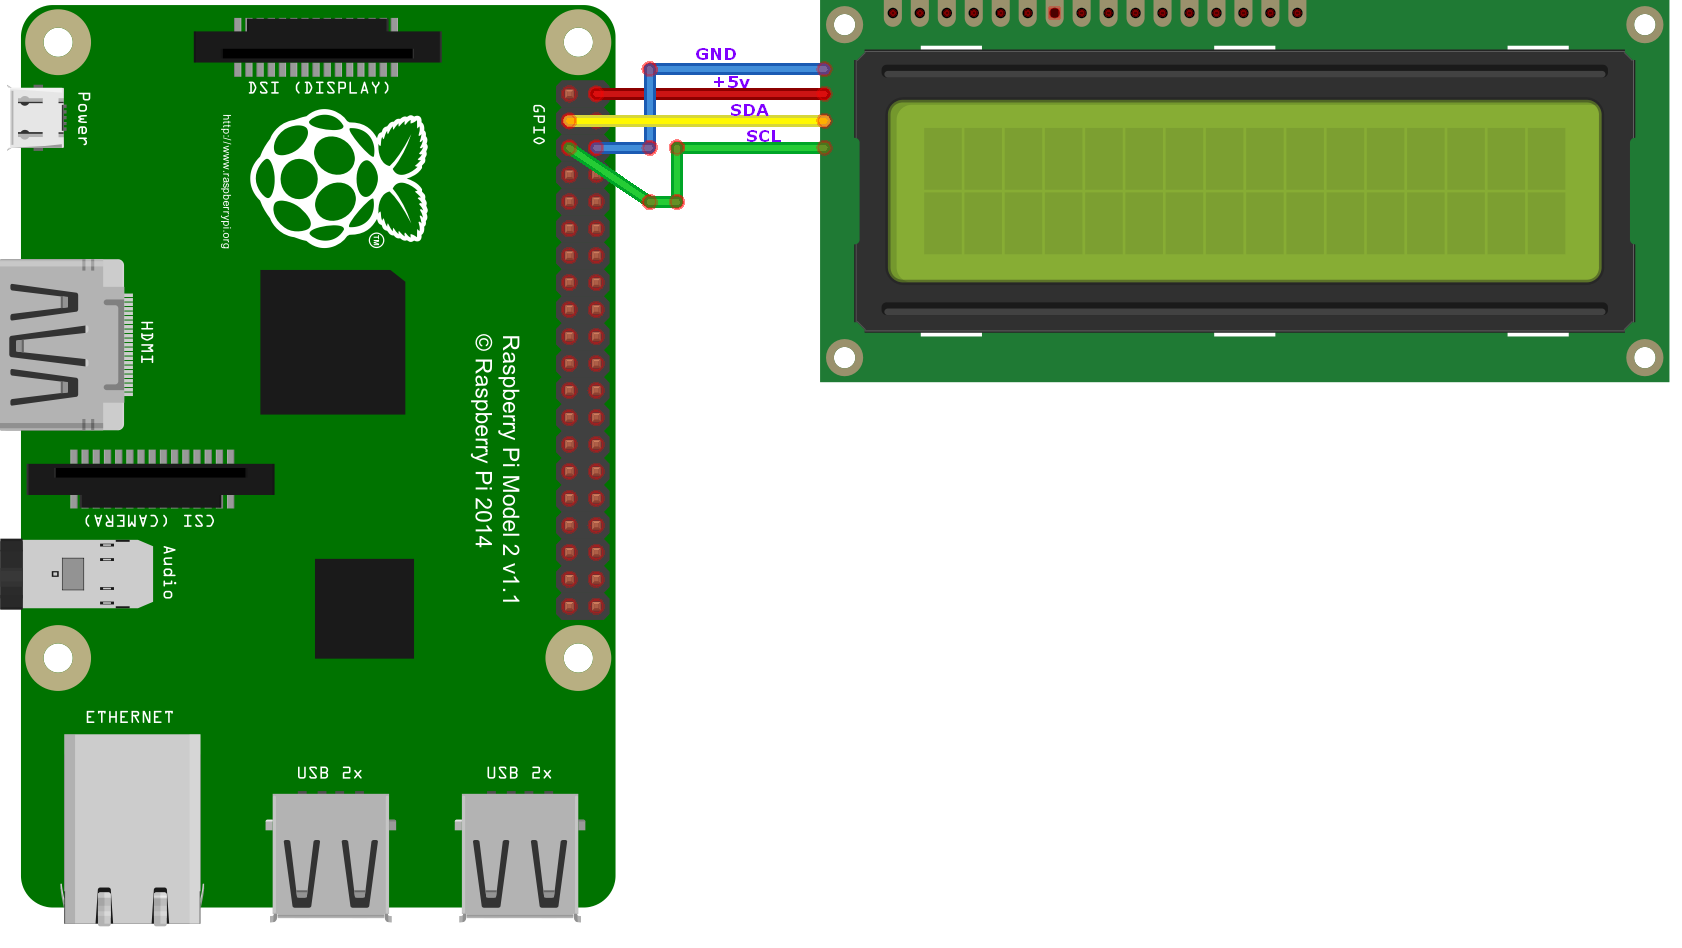 GND
+5v
SDA
SCL
DSI (DISPLAY)
Power
GPIO
http://www.raspberrypi.org
TM
HDMI
Raspberry Pi Model 2 v1.1
© Raspberry Pi 2014
CSI (CAMERA)
Audio
ETHERNET
USB 2x
USB 2x